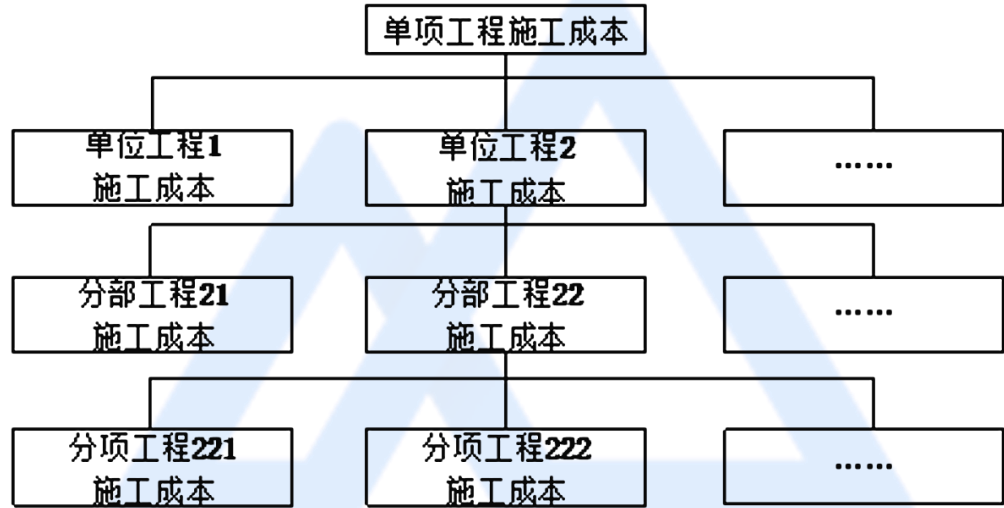 单项工程施工成本
单位工程1
施工成本
单位工程2
施工成本
……
分部工程21
施工成本
分部工程22
施工成本
……
分项工程221
施工成本
分项工程222
施工成本
……